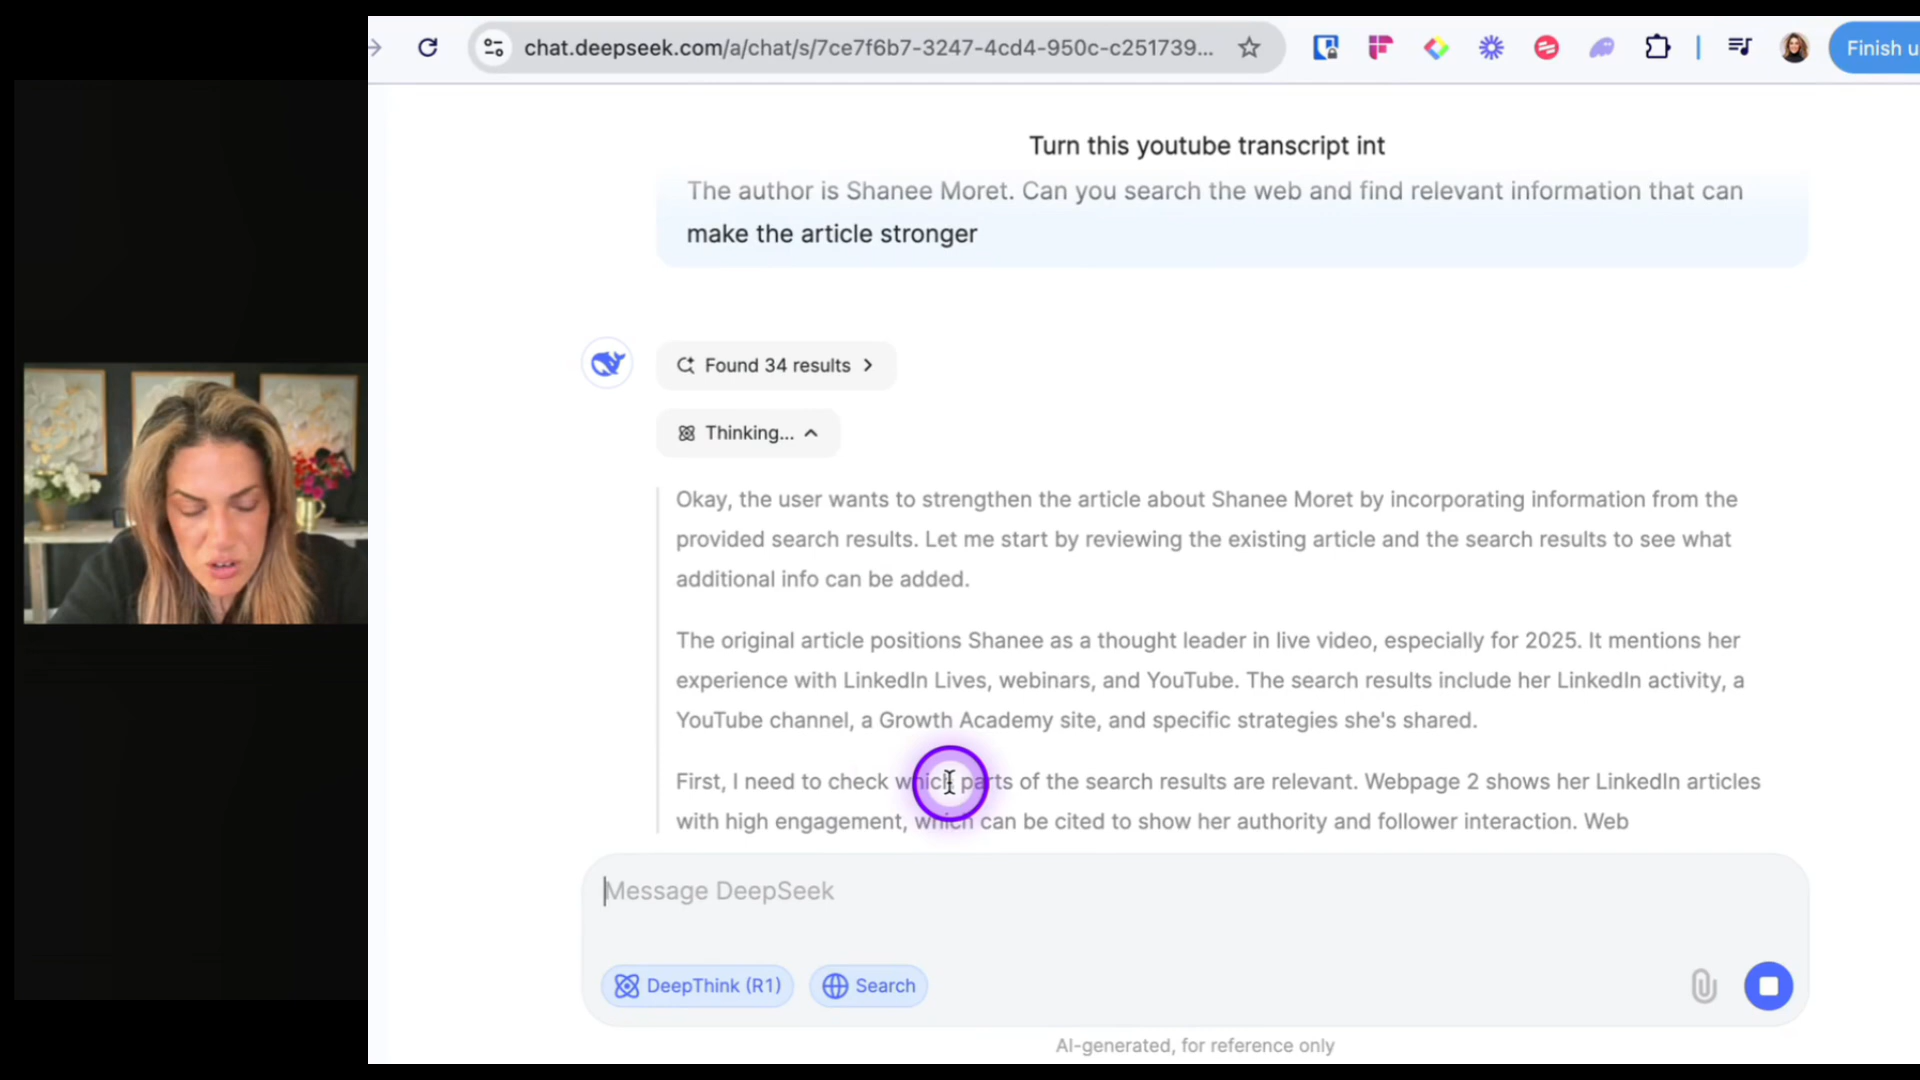 chat.deepseek.com/a/chat/s/7ce7f6b7-3247-4cd4-950c-c251739...
Finish u
Turn this youtube transcript int
The author is Shanee Moret. Can you search the web and find relevant information that can
make the article stronger
Found 34 results
Thinking...
Okay, the user wants to strengthen the article about Shanee Moret by incorporating information from the
provided search results. Let me start by reviewing the existing article and the search results to see what
additional info can be added.
The original article positions Shanee as a thought leader in live video, especially for 2025. It mentions her
experience with LinkedIn Lives, webinars, and YouTube. The search results include her LinkedIn activity, a
YouTube channel, a Growth Academy site, and specific strategies she's shared.
First, I need to check which parts of the search results are relevant. Webpage 2 shows her LinkedIn articles
with high engagement, which can be cited to show her authority and follower interaction. Web
Message DeepSeek
DeepThink (R1)
Search
AI-generated, for reference only